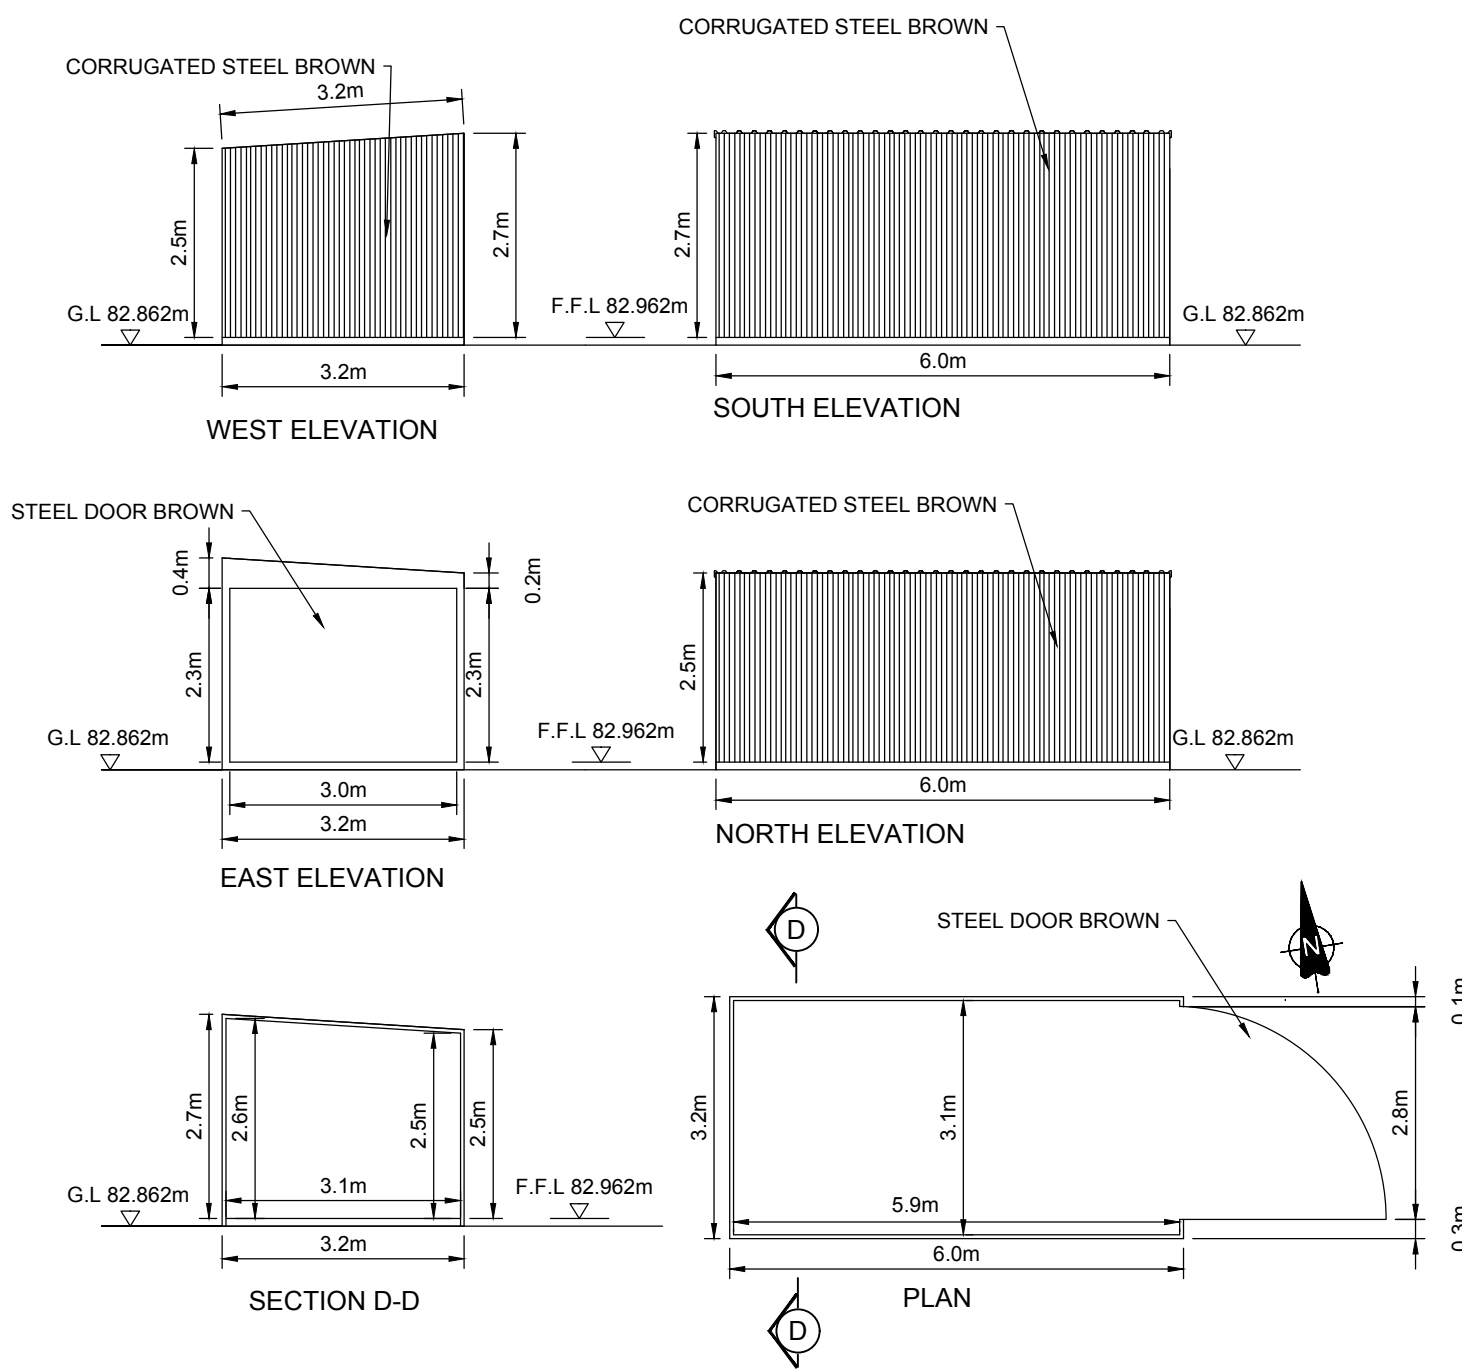 CORRUGATED STEEL BROWN
CORRUGATED STEEL BROWN
3.2m
2.5m
2.7m
2.7m
G.L 82.862m
F.F.L 82.962m
G.L 82.862m
3.2m
6.0m
WEST ELEVATION
SOUTH ELEVATION
STEEL DOOR BROWN
CORRUGATED STEEL BROWN
0.4m
0.2m
2.3m
2.3m
2.5m
G.L 82.862m
F.F.L 82.962m
G.L 82.862m
3.0m
3.2m
6.0m
EAST ELEVATION
NORTH ELEVATION
D
STEEL DOOR BROWN
N
0.1m
2.7m
2.6m
2.5m
2.5m
3.2m
3.1m
2.8m
G.L 82.862m
3.1m
F.F.L 82.962m
5.9m
0.3m
3.2m
6.0m
SECTION D-D
PLAN
D